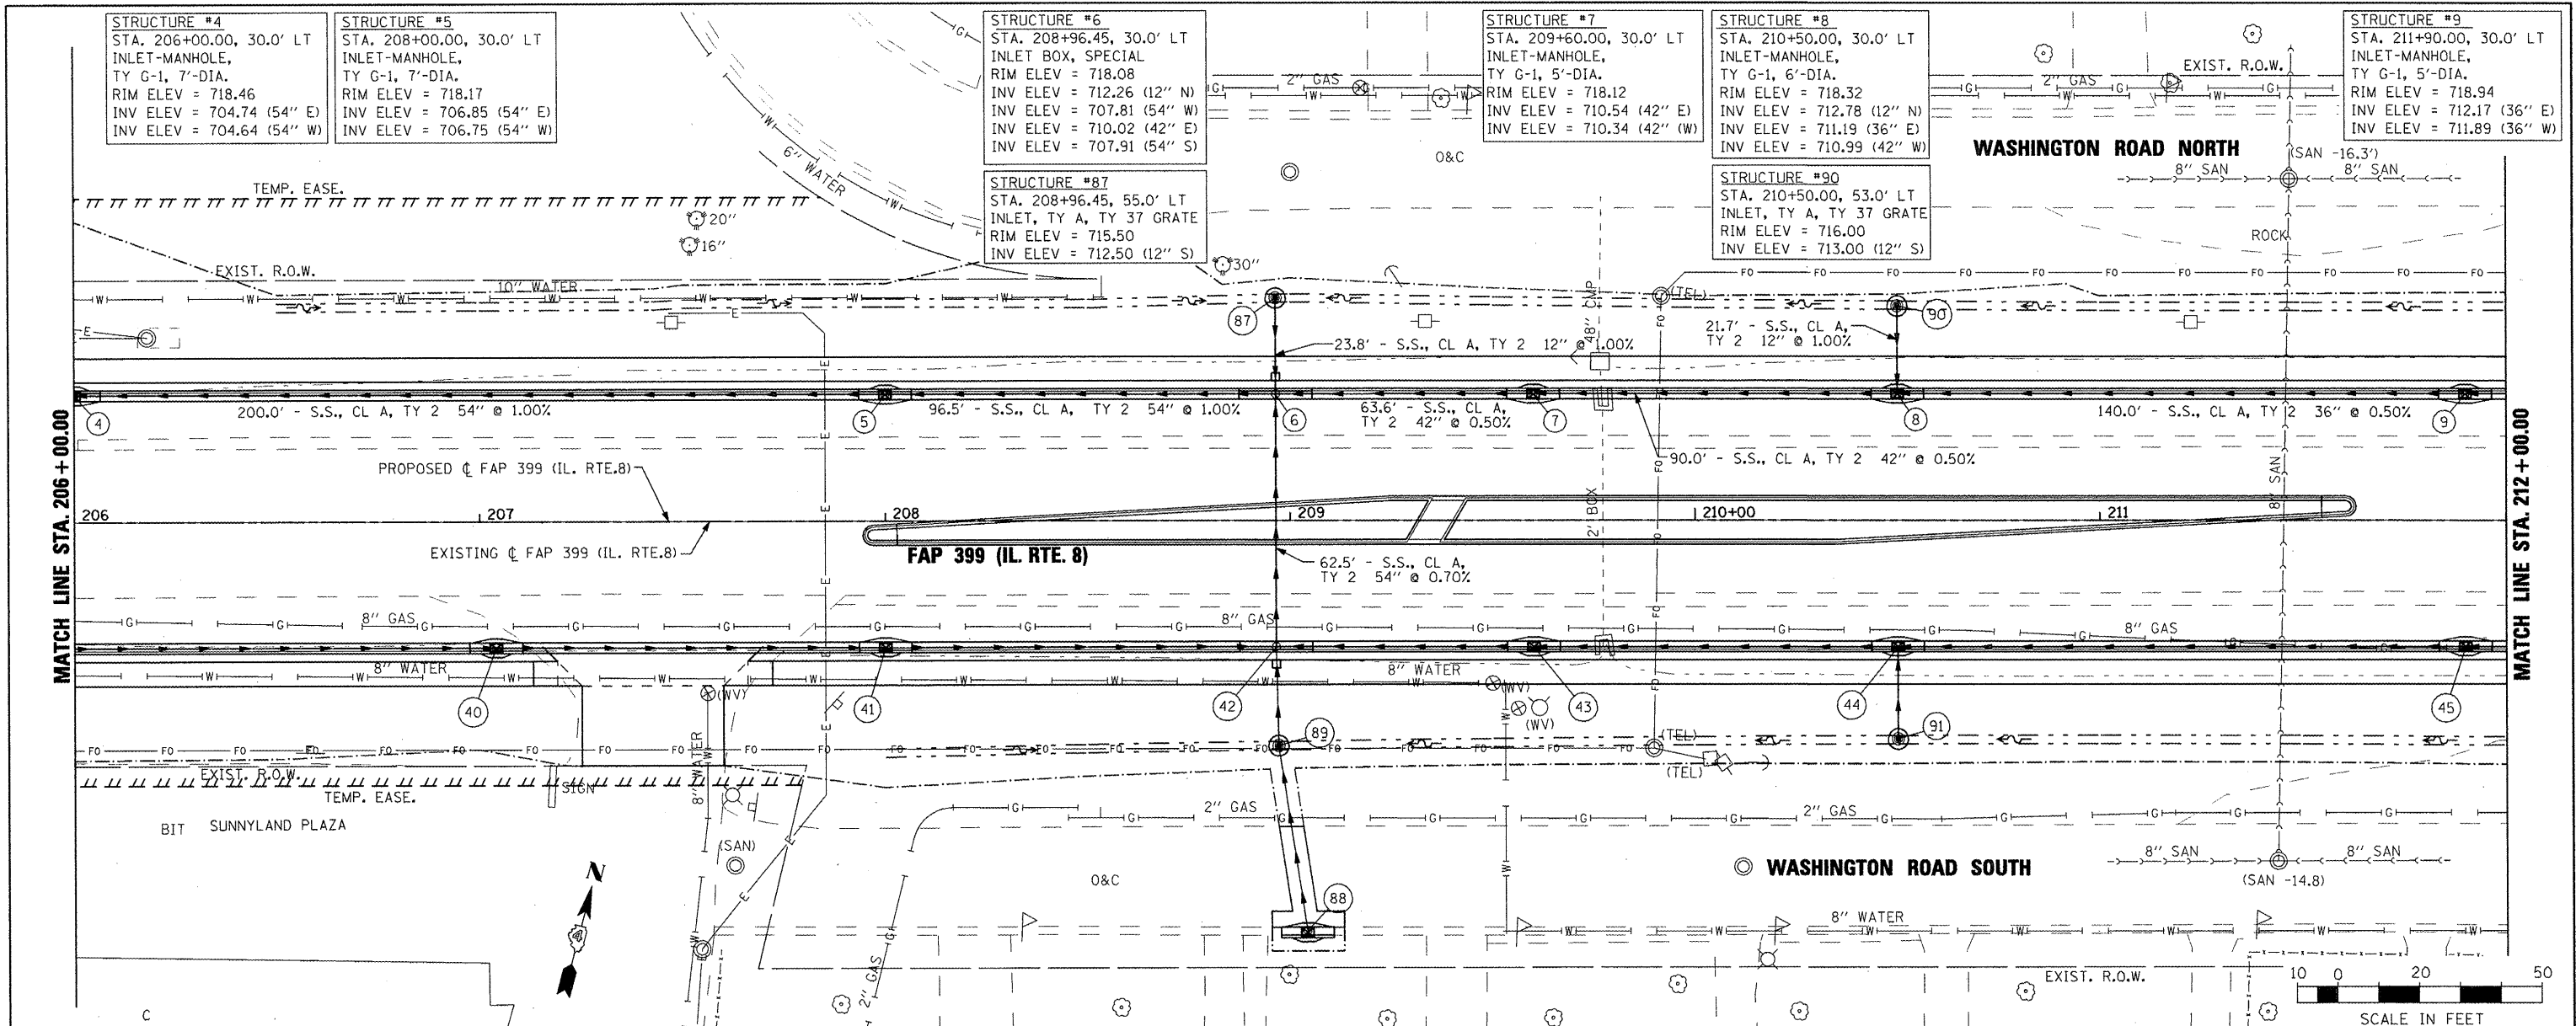 STRUCTURE #4
STA. 206+00.00, 30.0' LT
INLET-MANHOLE,
TY G-1, 7'-DIA.
RIM ELEV = 718.46
INV ELEV = 704.74 (54" E)
INV ELEV = 704.64 (54" W)
STRUCTURE #5
STA. 208+00.00, 30.0' LT
INLET-MANHOLE,
TY G-1, 7'-DIA.
RIM ELEV = 718.17
INV ELEV = 706.85 (54" E)
INV ELEV = 706.75 (54" W)
STRUCTURE #6
STA. 208+96.45, 30.0' LT
INLET BOX, SPECIAL
RIM ELEV = 718.08
INV ELEV = 712.26 (12" N)
INV ELEV = 707.81 (54" W)
INV ELEV = 710.02 (42" E)
INV ELEV = 707.91 (54" S)
STRUCTURE #7
STA. 209+60.00, 30.0' LT
INLET-MANHOLE,
TY G-1, 5'-DIA.
RIM ELEV = 718.12
INV ELEV = 710.54 (42" E)
INV ELEV = 710.34 (42" (W)
STRUCTURE #8
STA. 210+50.00, 30.0' LT
INLET-MANHOLE,
TY G-1, 6'-DIA.
RIM ELEV = 718.32
INV ELEV = 712.78 (12" N)
INV ELEV = 711.19 (36" E)
INV ELEV = 710.99 (42" W)
STRUCTURE #9
STA. 211+90.00, 30.0' LT
INLET-MANHOLE,
TY G-1, 5'-DIA.
RIM ELEV = 718.94
INV ELEV = 712.17 (36" E)
INV ELEV = 711.89 (36" W)
STRUCTURE #87
STA. 208+96.45, 55.0' LT
INLET, TY A, TY 37 GRATE
RIM ELEV = 715.50
INV ELEV = 712.50 (12" S)
STRUCTURE #90
STA. 210+50.00, 53.0' LT
INLET, TY A, TY 37 GRATE
RIM ELEV = 716.00
INV ELEV = 713.00 (12" S)
2" GAS
2" GAS
EXIST. R.O.W.
WASHINGTON ROAD NORTH
(SAN -16.3')
8" SAN
8" SAN
O&C
6" WATER
TEMP. EASE.
20"
16"
30"
ROCK
EXIST. R.O.W.
10" WATER
(TEL)
48" CMP
87
90
23.8' - S.S., CL A, TY 2 12" @ 1.00%
21.7' - S.S., CL A,
TY 2 12" @ 1.00%
4
200.0' - S.S., CL A, TY 2 54" @ 1.00%
5
96.5' - S.S., CL A, TY 2 54" @ 1.00%
6
63.6' - S.S., CL A,
TY 2 42" @ 0.50%
7
8
140.0' - S.S., CL A, TY 2 36" @ 0.50%
9
90.0' - S.S., CL A, TY 2 42" @ 0.50%
MATCH LINE STA. 206+00.00
MATCH LINE STA. 212+00.00
PROPOSED ℄ FAP 399 (IL. RTE.8)
EXISTING ℄ FAP 399 (IL. RTE.8)
206
207
208
209
210+00
211
2' BOX
8" SAN
FAP 399 (IL. RTE. 8)
62.5' - S.S., CL A,
TY 2 54" @ 0.70%
8" GAS
8" GAS
8" GAS
8" WATER
8" WATER
40
41
42
43
44
45
(WV)
(WV)
(WV)
89
91
(TEL)
(TEL)
EXIST. R.O.W.
TEMP. EASE.
SIGN
8" WATER
BIT SUNNYLAND PLAZA
(SAN)
2" GAS
2" GAS
2" GAS
N
4
O&C
88
WASHINGTON ROAD SOUTH
8" SAN
8" SAN
(SAN -14.8)
8" WATER
EXIST. R.O.W.
C
10 0 20 50
SCALE IN FEET